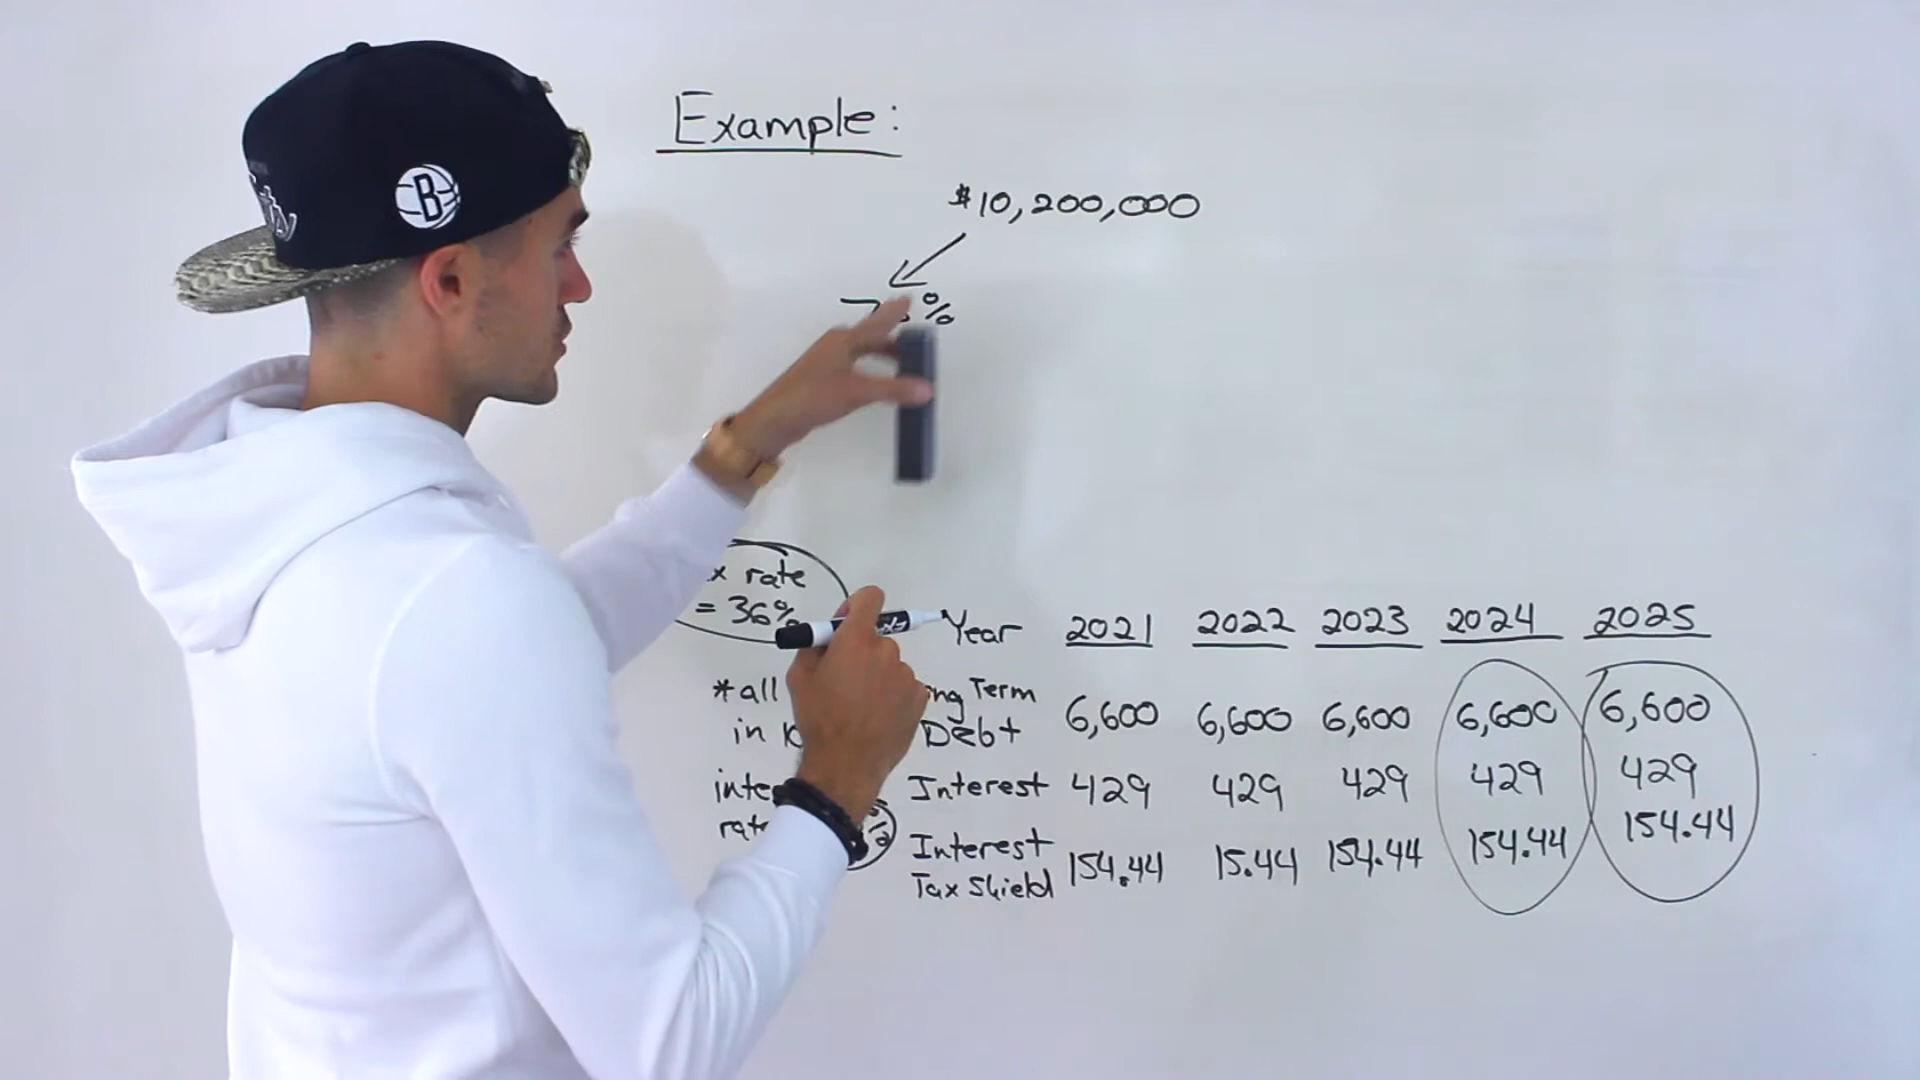 Example:
$10,200,000
%
rate
= 36%
Year 2021 2022 2023 2024 2025
*all
in
Term
Debt 6,600 6,600 6,600 6,600 6,600
Interest 429 429 429 429 429
Interest
Tax Shield 154.44 15.44 154.44 154.44 154.44
B